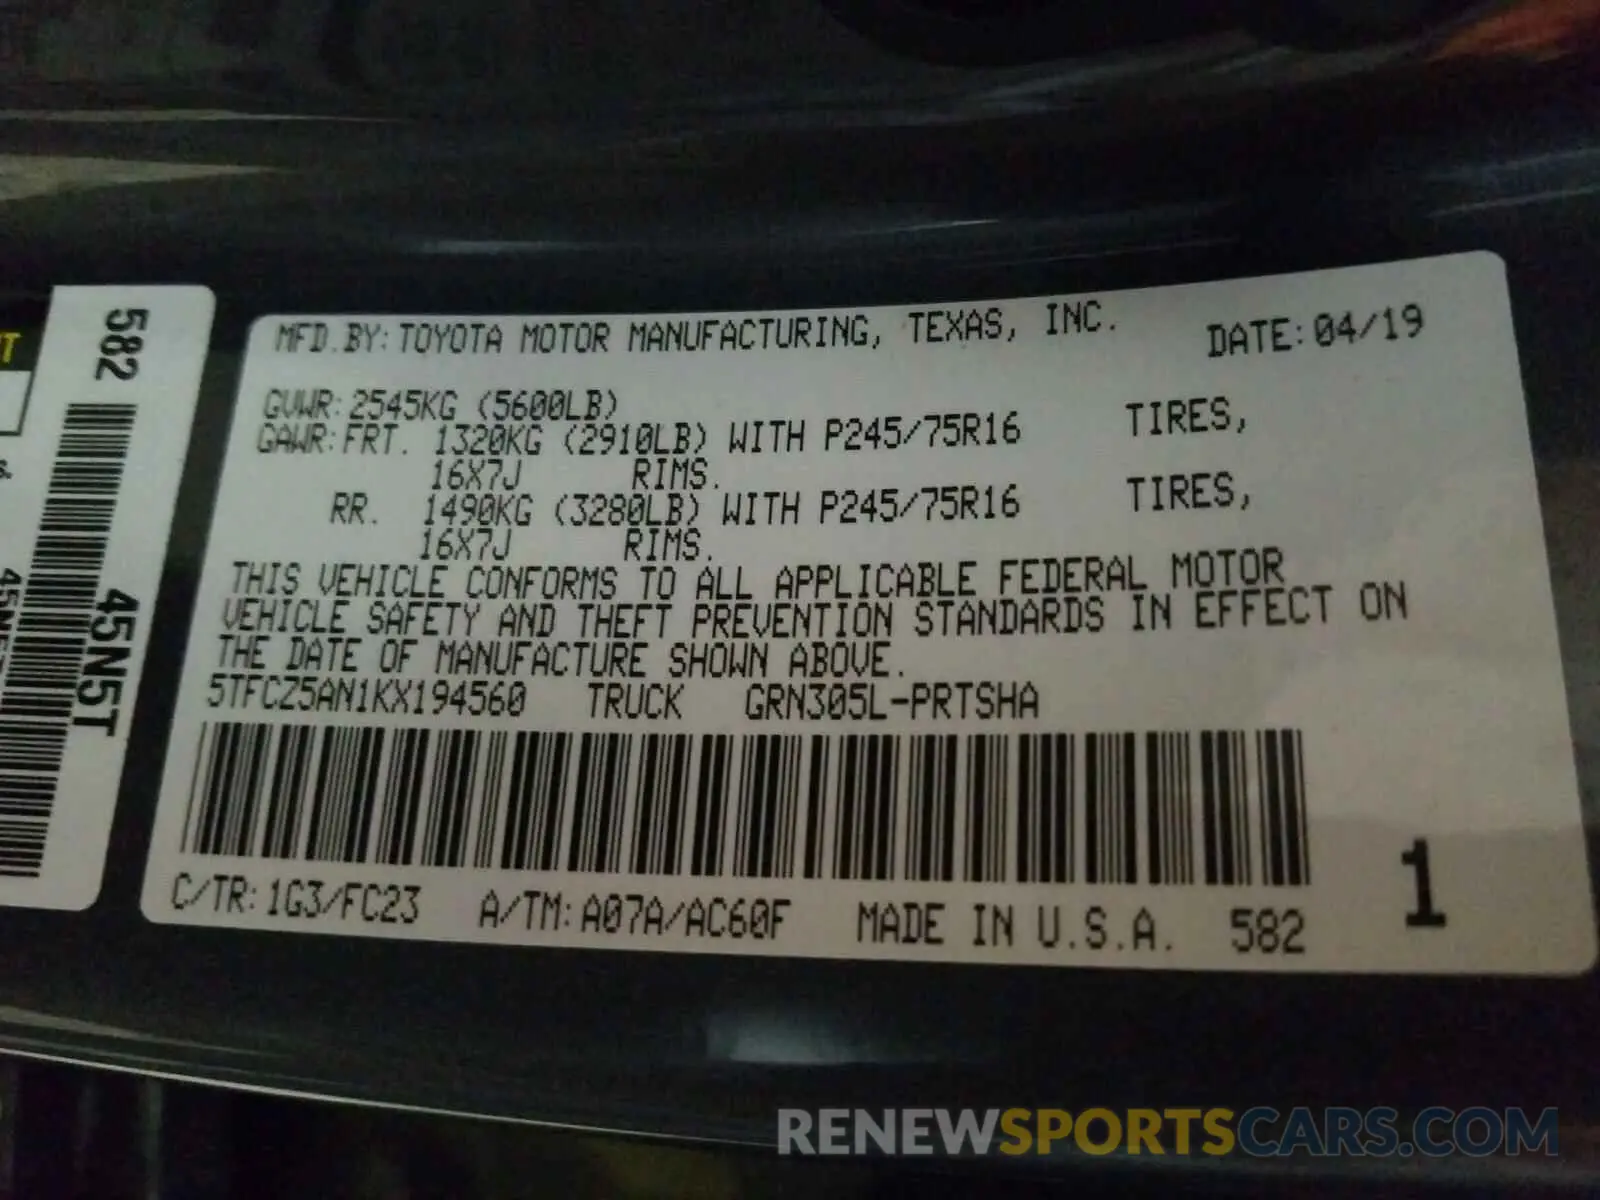 MFD.BY:TOYOTA MOTOR MANUFACTURING, TEXAS, INC. DATE:04/19
GVWR:2545KG (5600LB)
GAWR:FRT. 1320KG (2910LB) WITH P245/75R16 TIRES,
16X7J RIMS.
RR. 1490KG (3280LB) WITH P245/75R16 TIRES,
16X7J RIMS.
THIS VEHICLE CONFORMS TO ALL APPLICABLE FEDERAL MOTOR
VEHICLE SAFETY AND THEFT PREVENTION STANDARDS IN EFFECT ON
THE DATE OF MANUFACTURE SHOWN ABOVE.
5TFCZ5AN1KX194560 TRUCK GRN305L-PRTSHA
C/TR:1G3/FC23 A/TM:A07A/AC60F MADE IN U.S.A. 582
1
582
45N5T
RENEWSPORTSCARS.COM